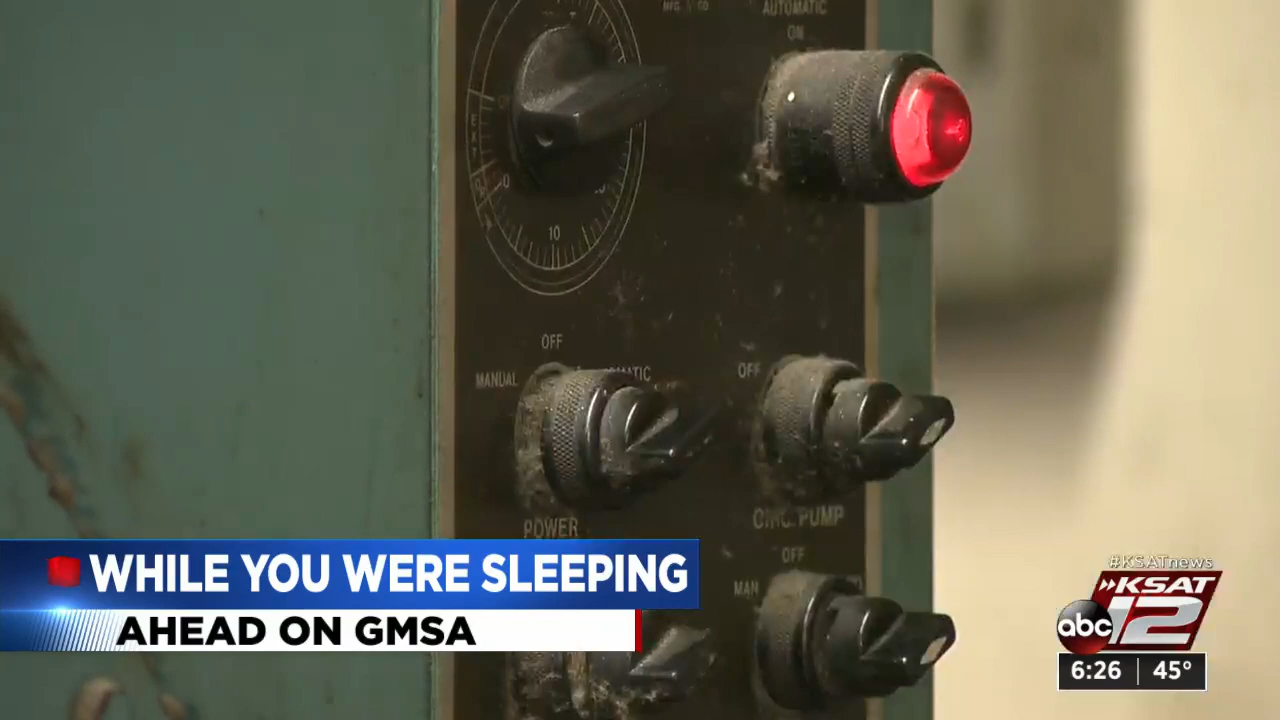 AUTOMATIC
ON
10
OFF
MANUAL
OFF
POWER
CIRC. PUMP
OFF
MAN
WHILE YOU WERE SLEEPING
AHEAD ON GMSA
#KSATnews
KSAT
abc 12
6:26 45°